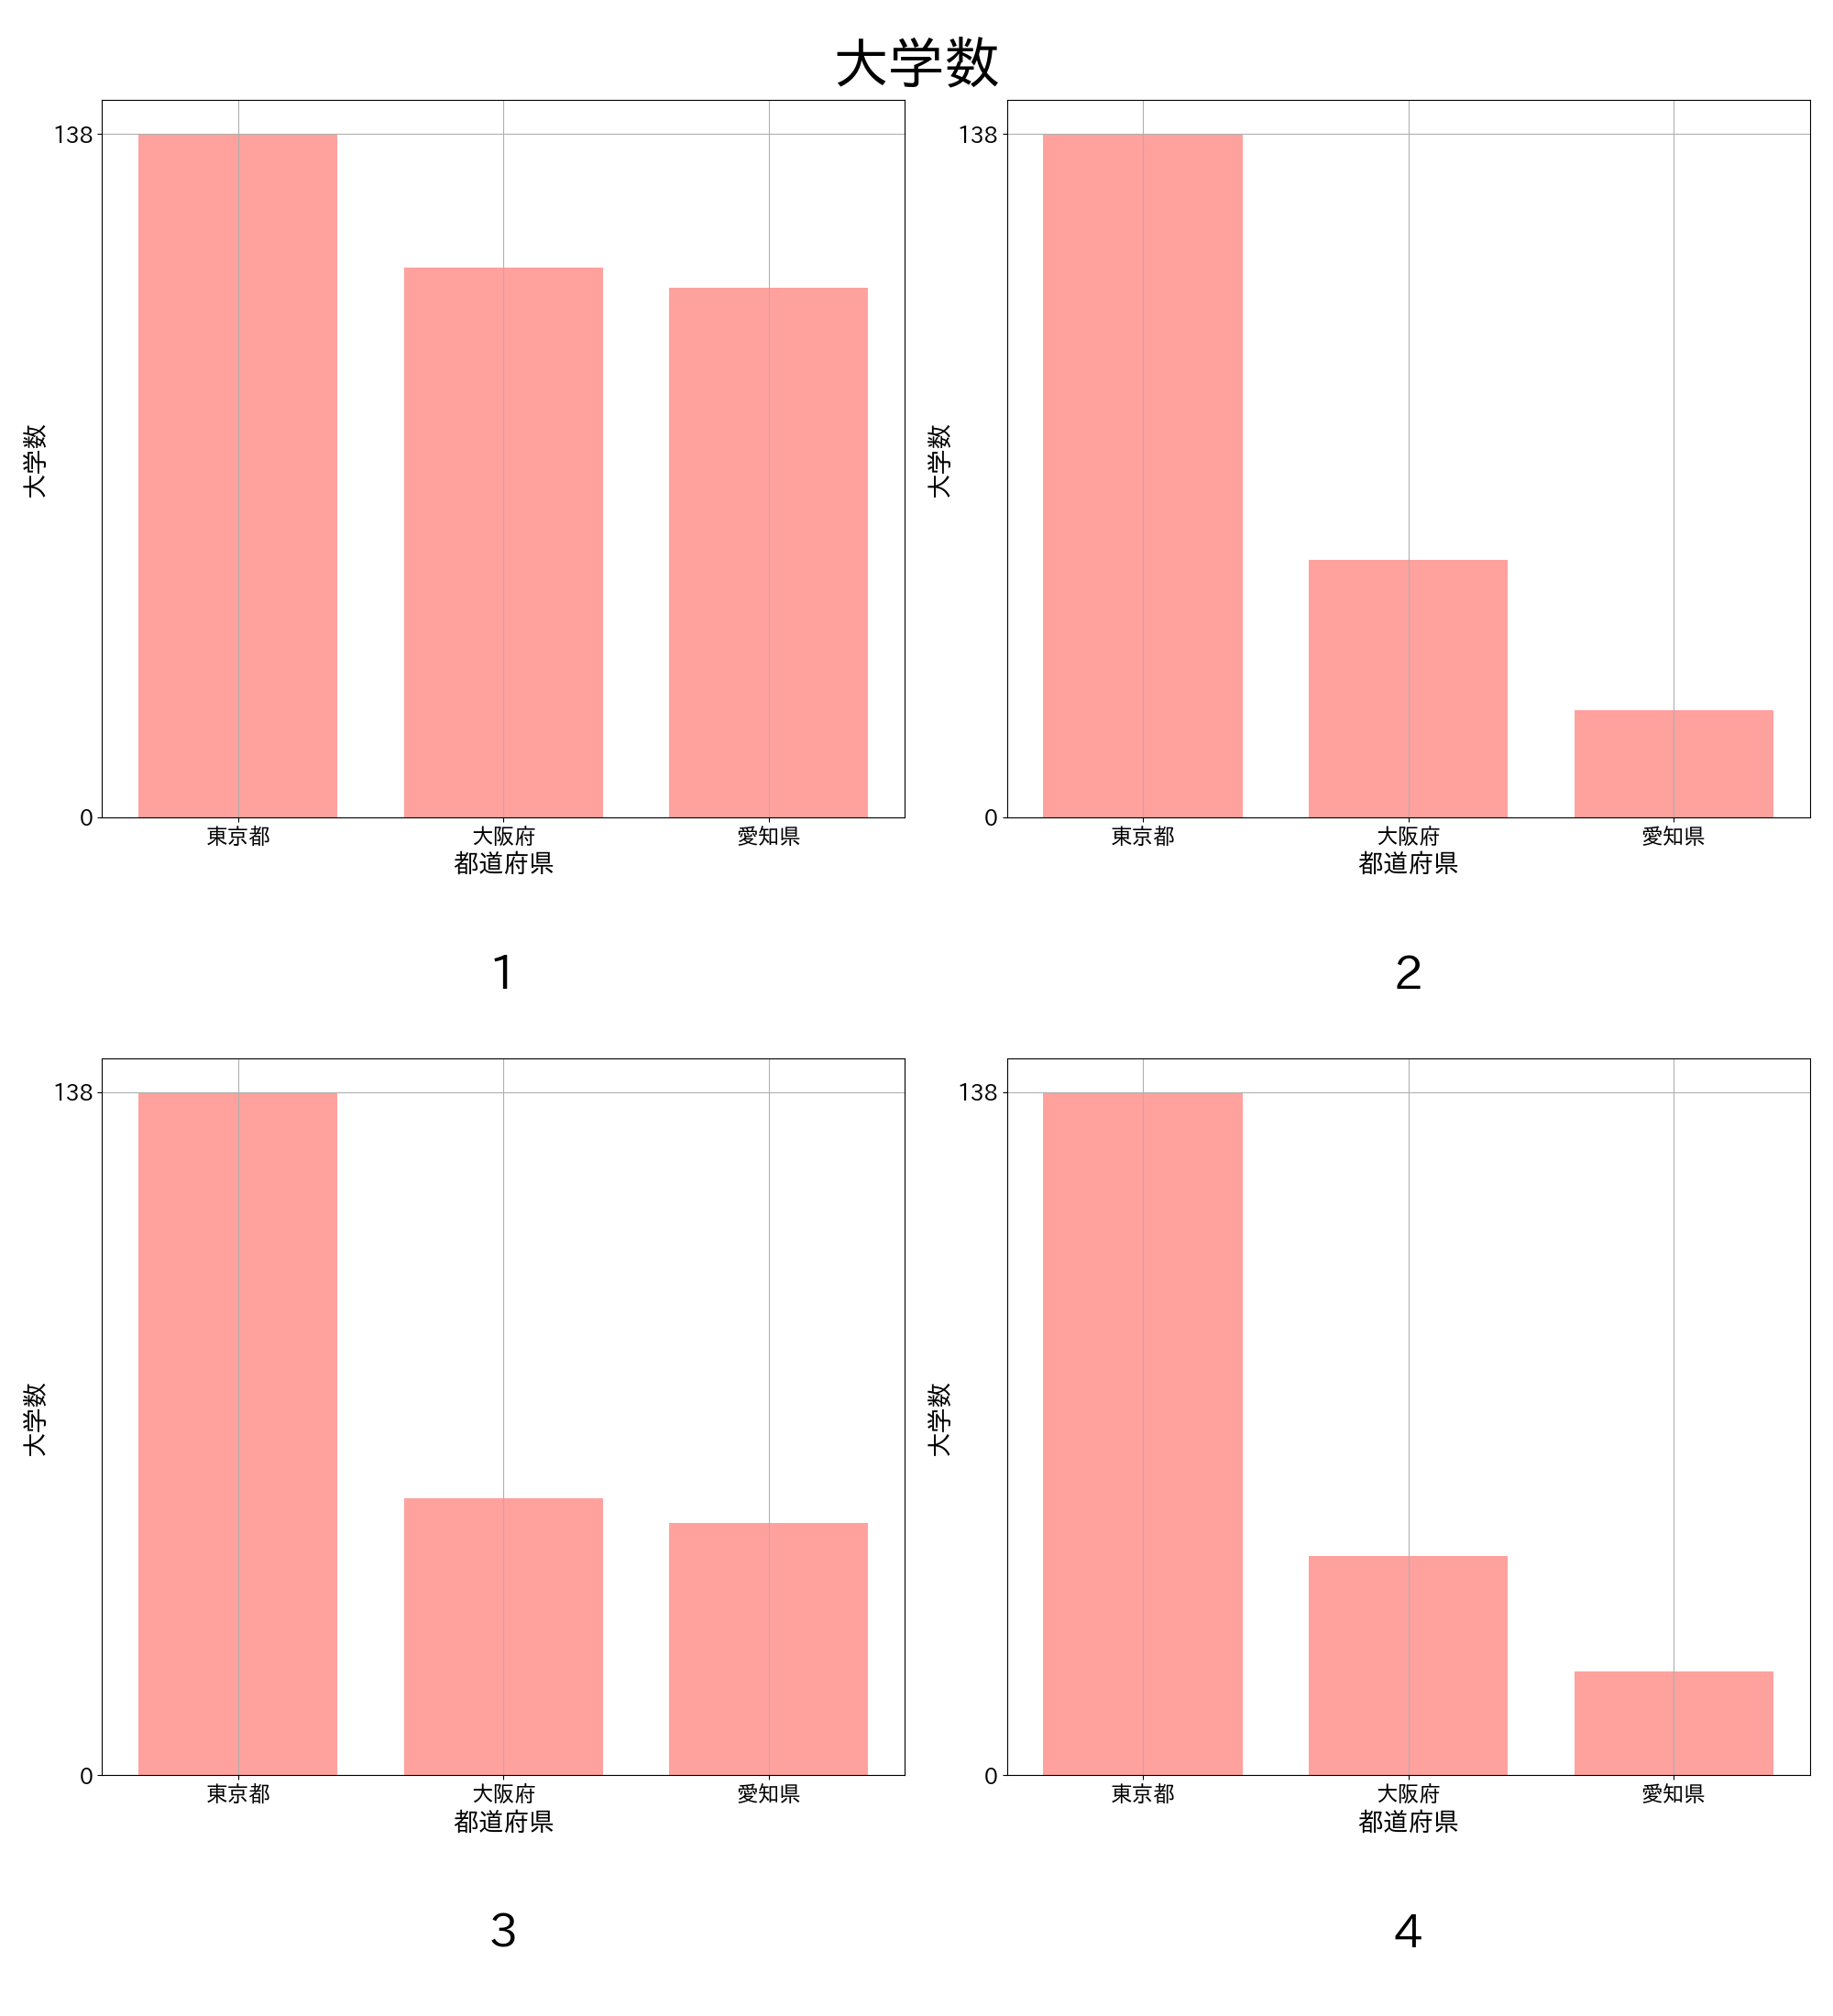 大学数
138
0
大学数
東京都 大阪府 愛知県
都道府県
1
138
0
大学数
東京都 大阪府 愛知県
都道府県
2
138
0
大学数
東京都 大阪府 愛知県
都道府県
3
138
0
大学数
東京都 大阪府 愛知県
都道府県
4